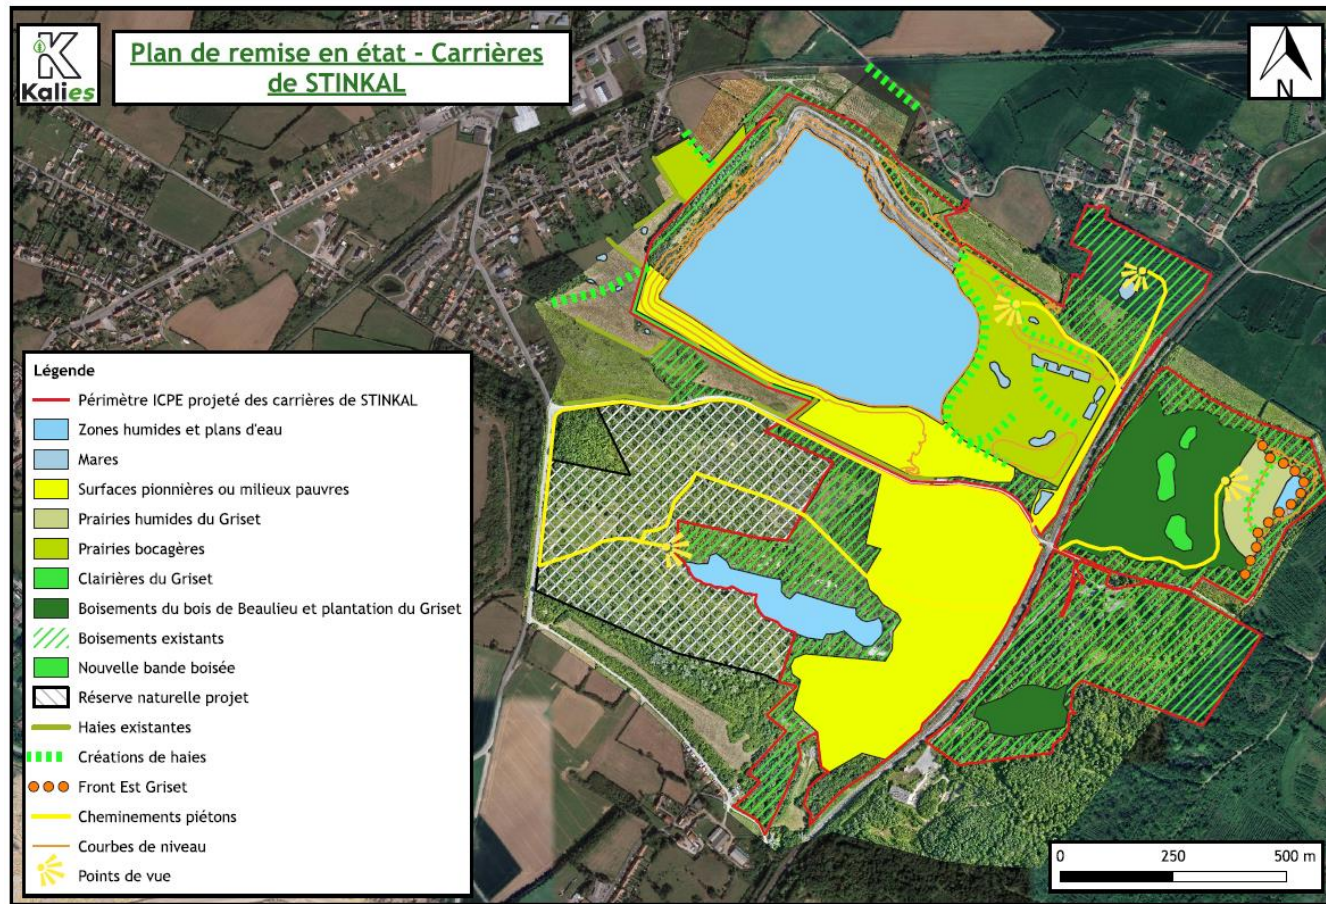 Kalies
Plan de remise en état - Carrières
de STINKAL
N
Légende
Périmètre ICPE projeté des carrières de STINKAL
Zones humides et plans d'eau
Mares
Surfaces pionnières ou milieux pauvres
Prairies humides du Griset
Prairies bocagères
Clairières du Griset
Boisements du bois de Beaulieu et plantation du Griset
Boisements existants
Nouvelle bande boisée
Réserve naturelle projet
Haies existantes
Créations de haies
Front Est Griset
Cheminements piétons
Courbes de niveau
Points de vue
0 250 500 m